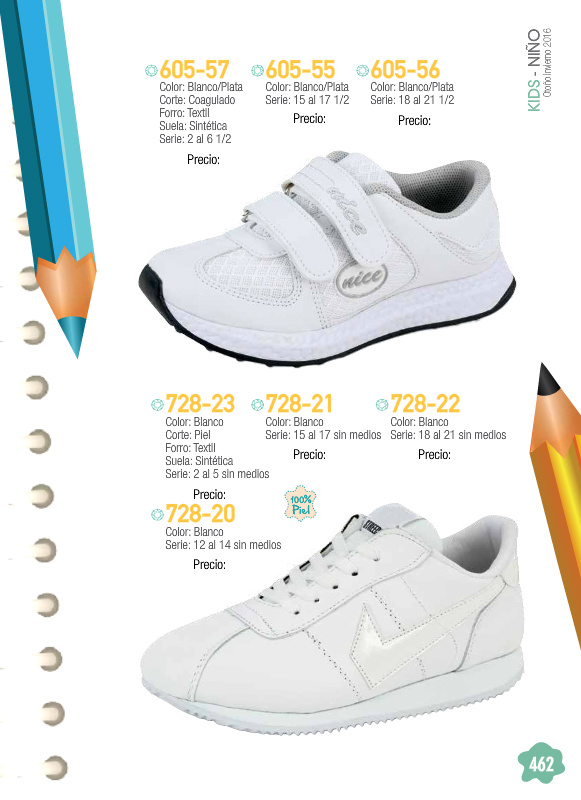 KIDS - NIÑO
Otoño Invierno 2016
605-57
Color: Blanco/Plata
Corte: Coagulado
Forro: Textil
Suela: Sintética
Serie: 2 al 6 1/2
Precio:
605-55
Color: Blanco/Plata
Serie: 15 al 17 1/2
Precio:
605-56
Color: Blanco/Plata
Serie: 18 al 21 1/2
Precio:
nice
nice
728-23
Color: Blanco
Corte: Piel
Forro: Textil
Suela: Sintética
Serie: 2 al 5 sin medios
Precio:
728-21
Color: Blanco
Serie: 15 al 17 sin medios
Precio:
728-22
Color: Blanco
Serie: 18 al 21 sin medios
Precio:
728-20
Color: Blanco
Serie: 12 al 14 sin medios
Precio:
100%
Piel
462